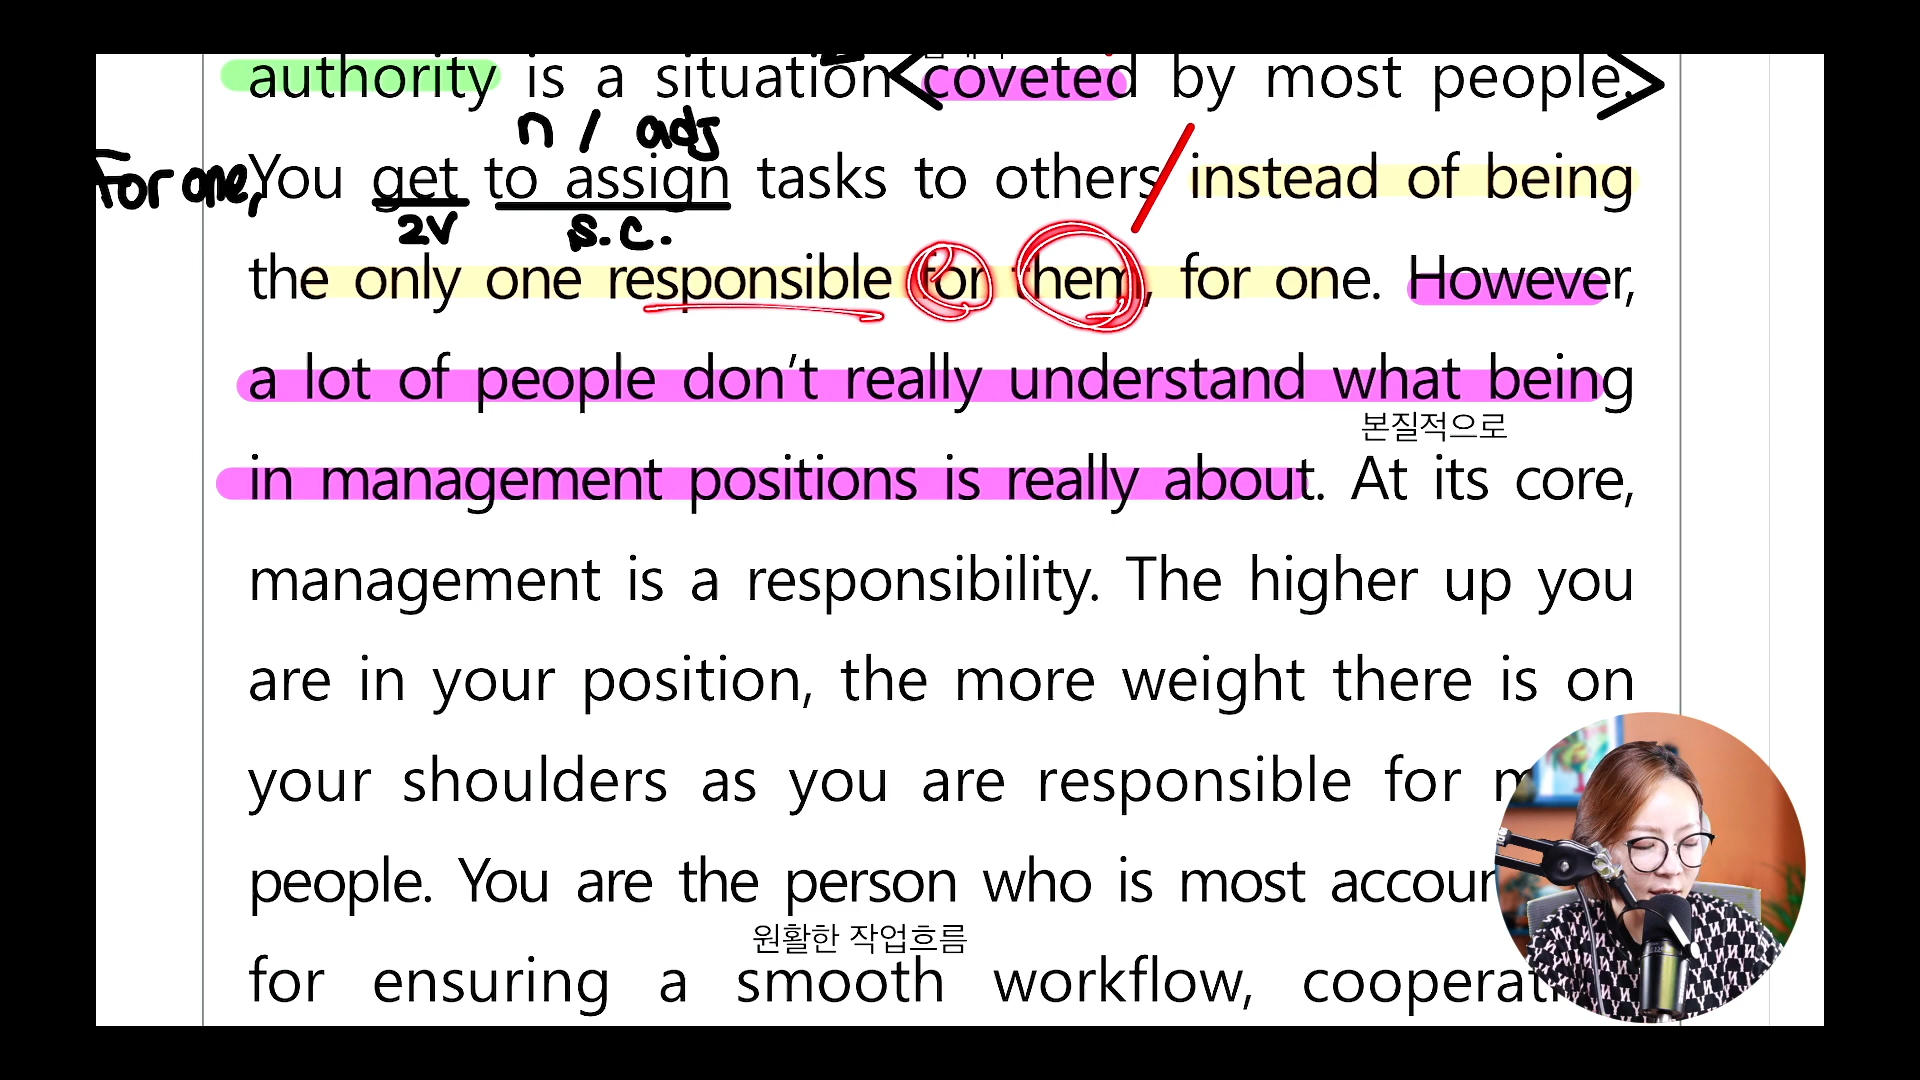 authority is a situation <coveted by most people.>
n / adj
For one, You get to assign tasks to others / instead of being
2V s.c.
the only one responsible for them, for one. However,
a lot of people don't really understand what being
본질적으로
in management positions is really about. At its core,
management is a responsibility. The higher up you
are in your position, the more weight there is on
your shoulders as you are responsible for
people. You are the person who is most
원활한 작업흐름
for ensuring a smooth workflow,